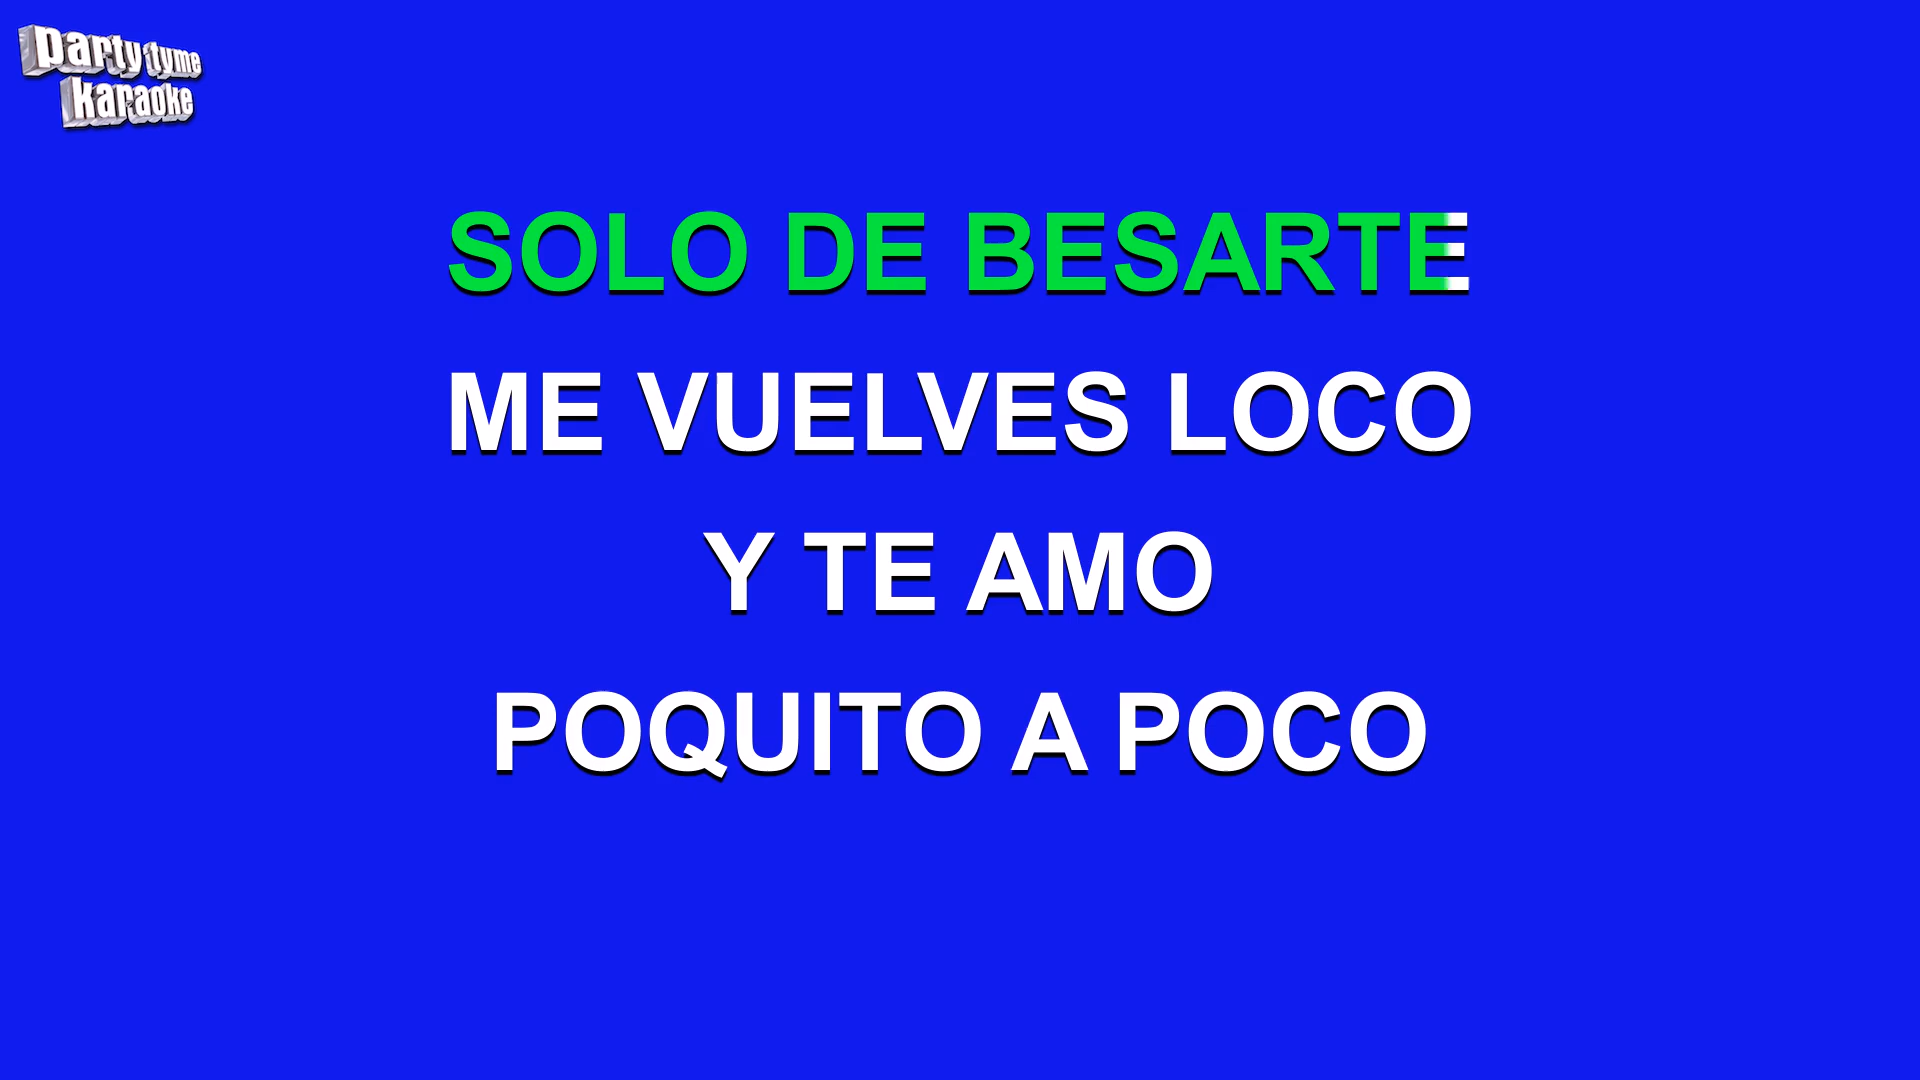 party tyme
karaoke
SOLO DE BESARTE
ME VUELVES LOCO
Y TE AMO
POQUITO A POCO